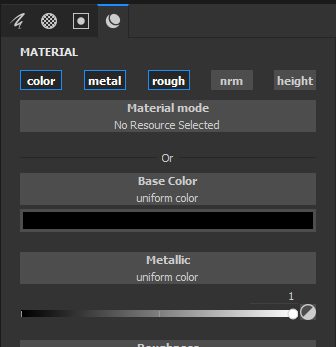 MATERIAL
color metal rough nrm height
Material mode
No Resource Selected
Or
Base Color
uniform color
Metallic
uniform color
1
Roughness